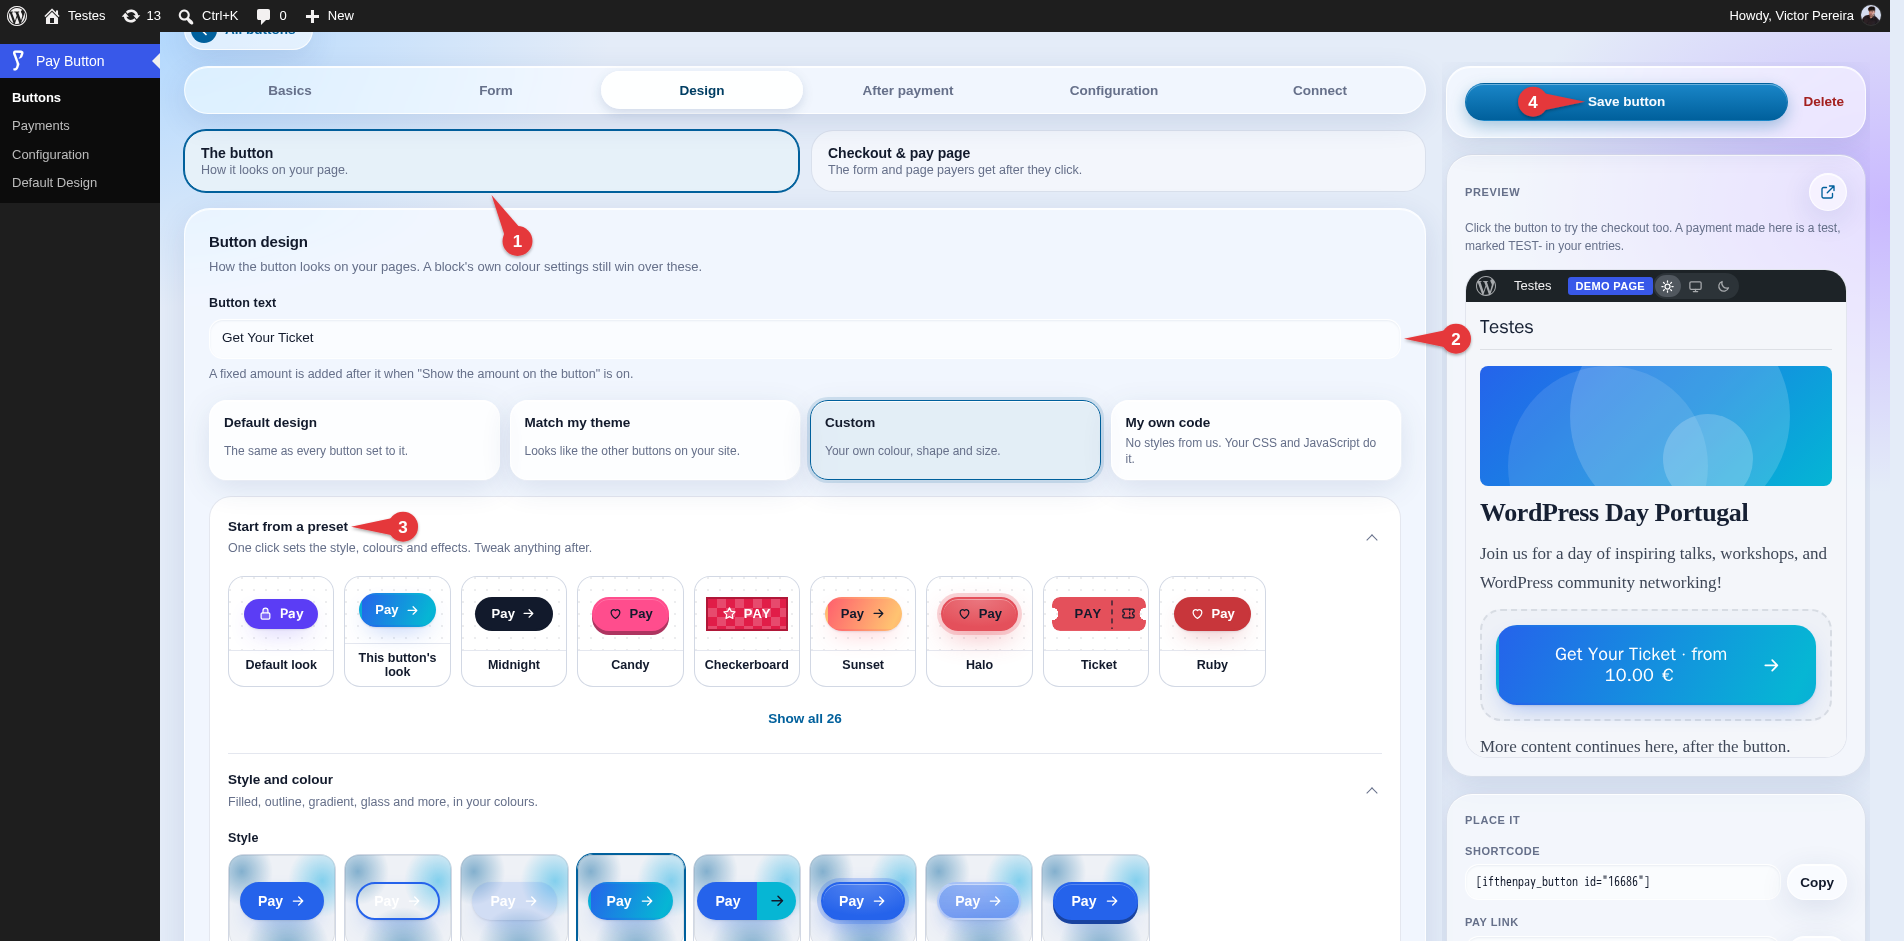 Testes
13
Ctrl+K
0
New
Howdy, Victor Pereira
Pay Button
Buttons
Payments
Configuration
Default Design
All buttons
Basics
Form
Design
After payment
Configuration
Connect
The button
How it looks on your page.
Checkout & pay page
The form and page payers get after they click.
1
Button design
How the button looks on your pages. A block's own colour settings still win over these.
Button text
Get Your Ticket
2
A fixed amount is added after it when "Show the amount on the button" is on.
Default design
The same as every button set to it.
Match my theme
Looks like the other buttons on your site.
Custom
Your own colour, shape and size.
My own code
No styles from us. Your CSS and JavaScript do
it.
Start from a preset
3
One click sets the style, colours and effects. Tweak anything after.
Pay
Default look
Pay
This button's
look
Pay
Midnight
Pay
Candy
PAY
Checkerboard
Pay
Sunset
Pay
Halo
PAY
Ticket
Pay
Ruby
Show all 26
Style and colour
Filled, outline, gradient, glass and more, in your colours.
Style
Pay
Pay
Pay
Pay
Pay
Pay
Pay
Pay
4
Save button
Delete
PREVIEW
Click the button to try the checkout too. A payment made here is a test,
marked TEST- in your entries.
Testes
DEMO PAGE
Testes
WordPress Day Portugal
Join us for a day of inspiring talks, workshops, and
WordPress community networking!
Get Your Ticket · from
10.00 €
More content continues here, after the button.
PLACE IT
SHORTCODE
[ifthenpay_button id="16686"]
Copy
PAY LINK